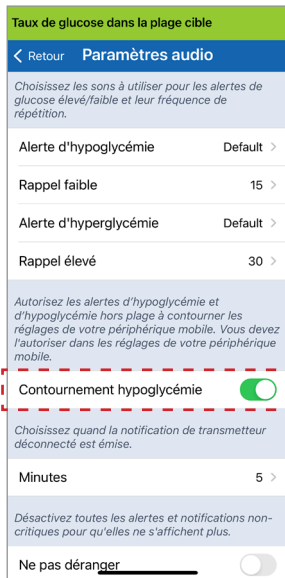 Taux de glucose dans la plage cible
Retour Paramètres audio
Choisissez les sons à utiliser pour les alertes de
glucose élevé/faible et leur fréquence de
répétition.
Alerte d'hypoglycémie Default
Rappel faible 15
Alerte d'hyperglycémie Default
Rappel élevé 30
Autorisez les alertes d'hypoglycémie et
d'hypoglycémie hors plage à contourner les
réglages de votre périphérique mobile. Vous devez
l'autoriser dans les réglages de votre périphérique
mobile.
Contournement hypoglycémie
Choisissez quand la notification de transmetteur
déconnecté est émise.
Minutes 5
Désactivez toutes les alertes et notifications non-
critiques pour qu'elles ne s'affichent plus.
Ne pas déranger